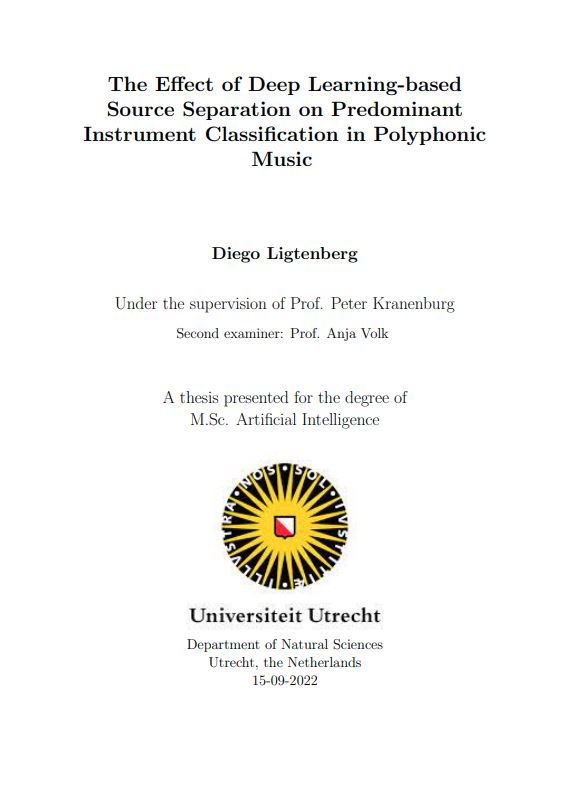 The Effect of Deep Learning-based
Source Separation on Predominant
Instrument Classification in Polyphonic
Music
Diego Ligtenberg
Under the supervision of Prof. Peter Kranenburg
Second examiner: Prof. Anja Volk
A thesis presented for the degree of
M.Sc. Artificial Intelligence
SOL IVSTITIÆ ILLVSTRA NOS
Universiteit Utrecht
Department of Natural Sciences
Utrecht, the Netherlands
15-09-2022